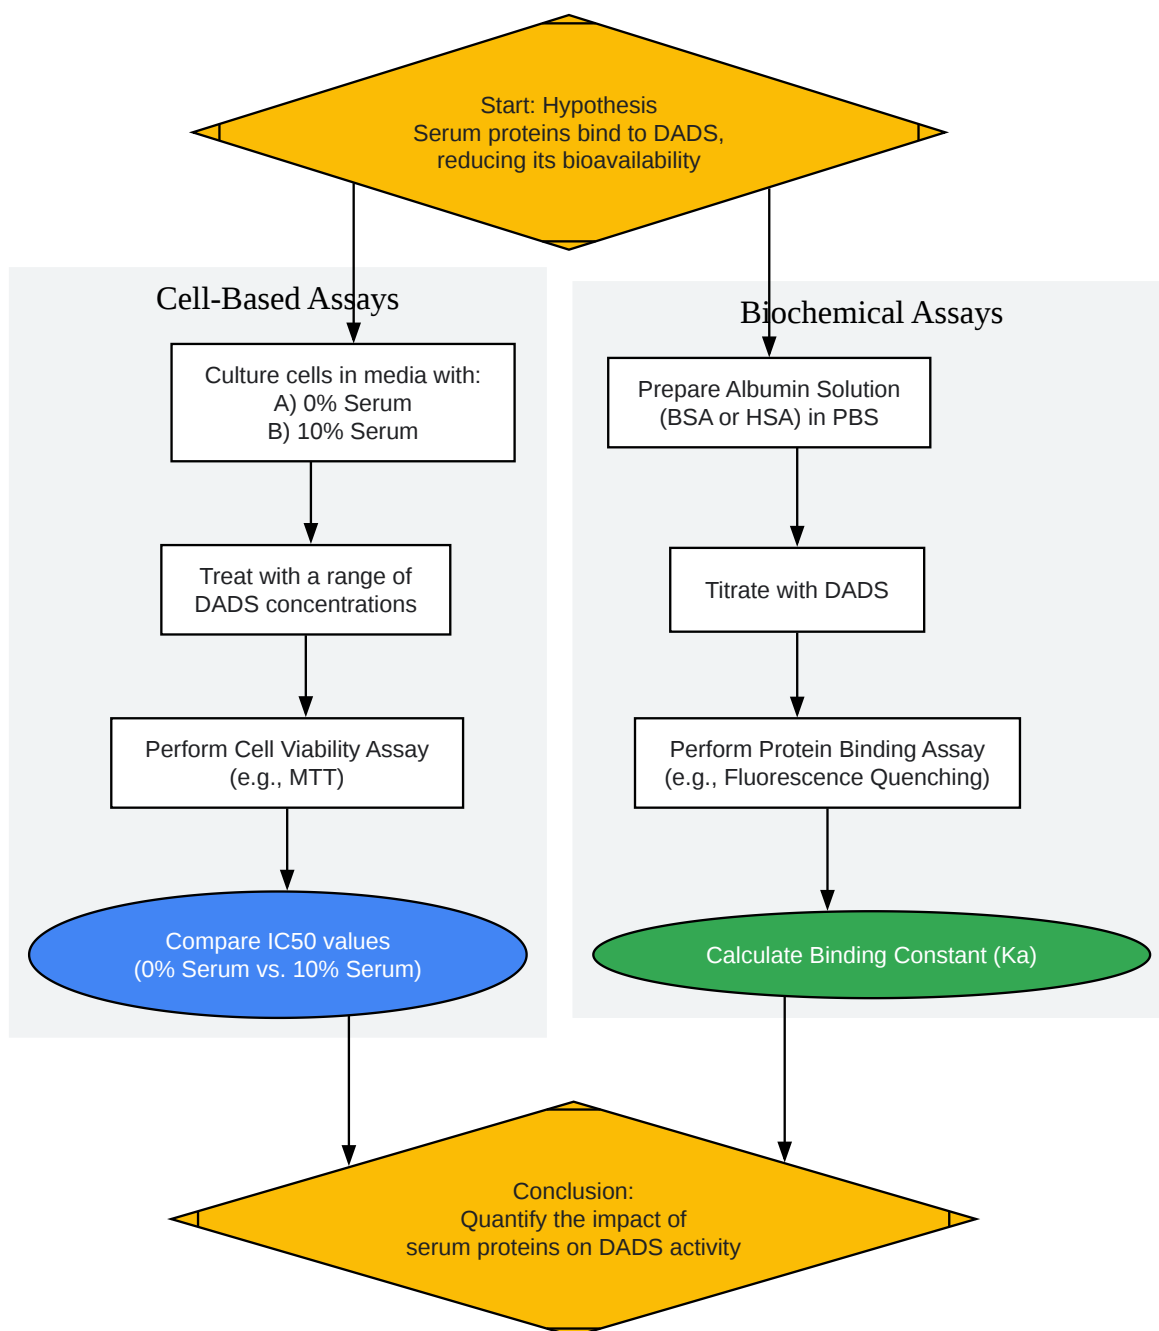 Start: Hypothesis
Serum proteins bind to DADS,
reducing its bioavailability
Cell-Based Assays
Culture cells in media with:
A) 0% Serum
B) 10% Serum
Treat with a range of
DADS concentrations
Perform Cell Viability Assay
(e.g., MTT)
Compare IC50 values
(0% Serum vs. 10% Serum)
Biochemical Assays
Prepare Albumin Solution
(BSA or HSA) in PBS
Titrate with DADS
Perform Protein Binding Assay
(e.g., Fluorescence Quenching)
Calculate Binding Constant (Ka)
Conclusion:
Quantify the impact of
serum proteins on DADS activity